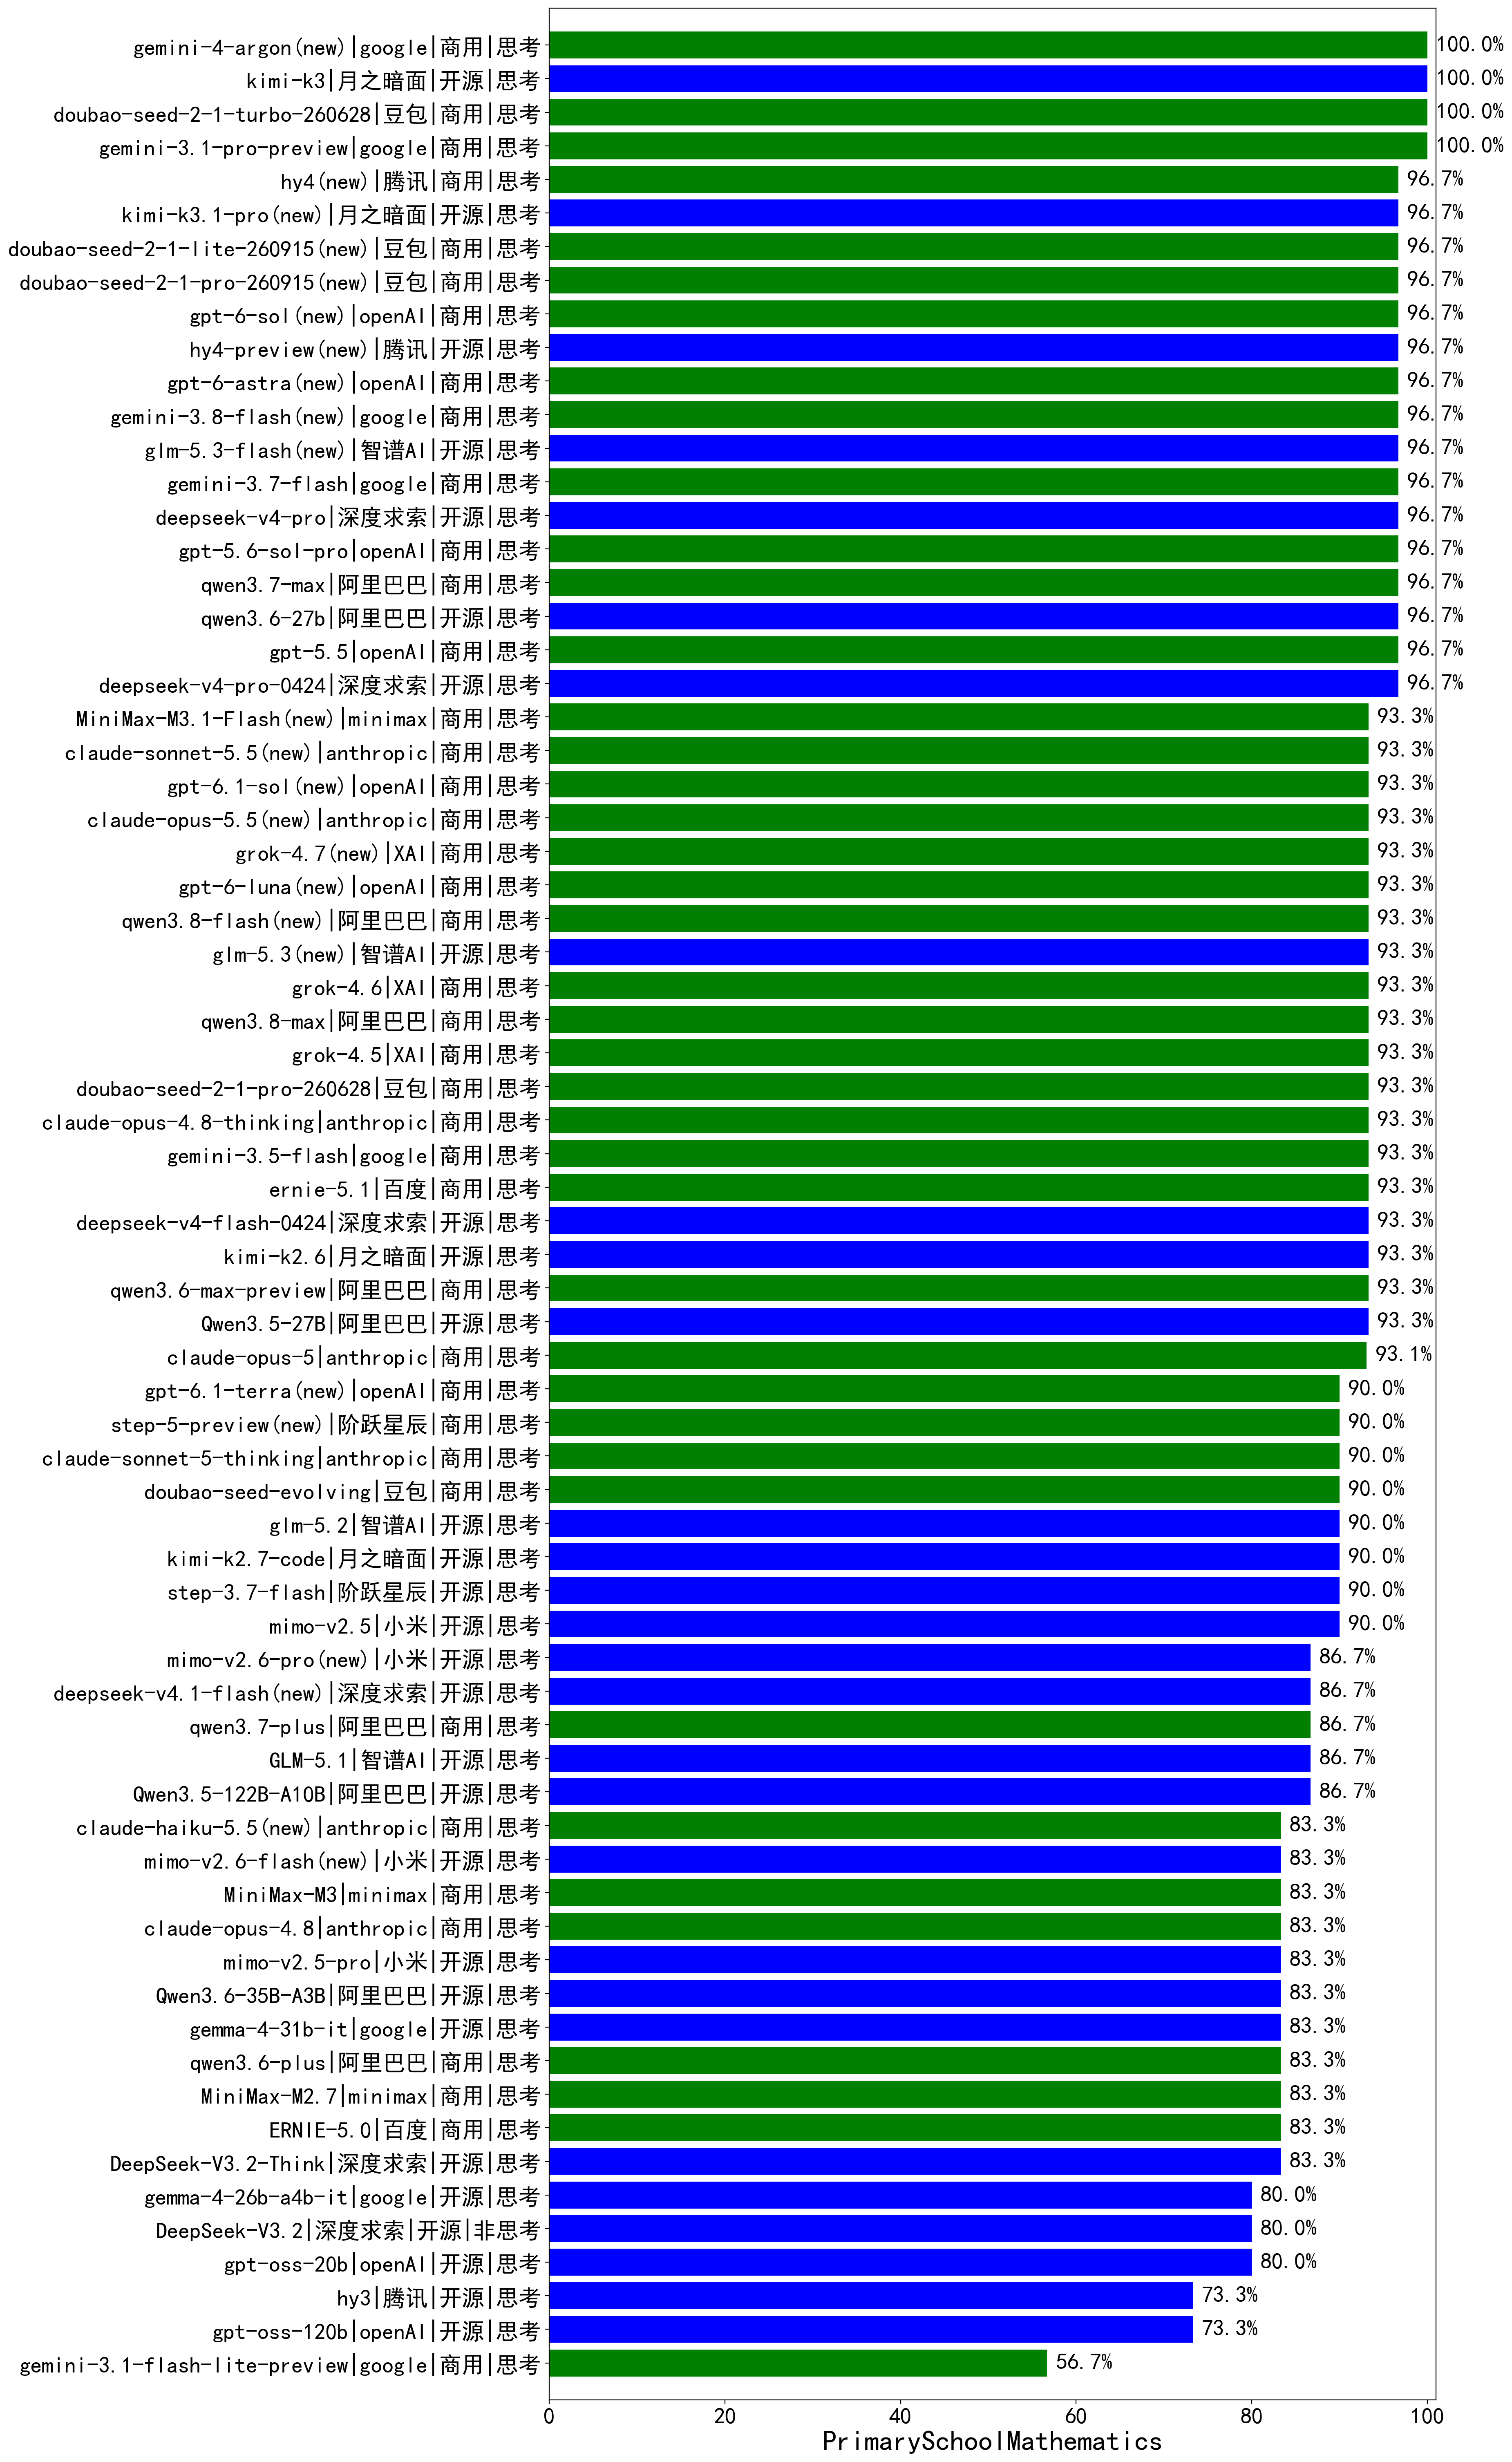 gemini-4-argon(new)|google|商用|思考 100.0%
kimi-k3|月之暗面|开源|思考 100.0%
doubao-seed-2-1-turbo-260628|豆包|商用|思考 100.0%
gemini-3.1-pro-preview|google|商用|思考 100.0%
hy4(new)|腾讯|商用|思考 96.7%
kimi-k3.1-pro(new)|月之暗面|开源|思考 96.7%
doubao-seed-2-1-lite-260915(new)|豆包|商用|思考 96.7%
doubao-seed-2-1-pro-260915(new)|豆包|商用|思考 96.7%
gpt-6-sol(new)|openAI|商用|思考 96.7%
hy4-preview(new)|腾讯|开源|思考 96.7%
gpt-6-astra(new)|openAI|商用|思考 96.7%
gemini-3.8-flash(new)|google|商用|思考 96.7%
glm-5.3-flash(new)|智谱AI|开源|思考 96.7%
gemini-3.7-flash|google|商用|思考 96.7%
deepseek-v4-pro|深度求索|开源|思考 96.7%
gpt-5.6-sol-pro|openAI|商用|思考 96.7%
qwen3.7-max|阿里巴巴|商用|思考 96.7%
qwen3.6-27b|阿里巴巴|开源|思考 96.7%
gpt-5.5|openAI|商用|思考 96.7%
deepseek-v4-pro-0424|深度求索|开源|思考 96.7%
MiniMax-M3.1-Flash(new)|minimax|商用|思考 93.3%
claude-sonnet-5.5(new)|anthropic|商用|思考 93.3%
gpt-6.1-sol(new)|openAI|商用|思考 93.3%
claude-opus-5.5(new)|anthropic|商用|思考 93.3%
grok-4.7(new)|XAI|商用|思考 93.3%
gpt-6-luna(new)|openAI|商用|思考 93.3%
qwen3.8-flash(new)|阿里巴巴|商用|思考 93.3%
glm-5.3(new)|智谱AI|开源|思考 93.3%
grok-4.6|XAI|商用|思考 93.3%
qwen3.8-max|阿里巴巴|商用|思考 93.3%
grok-4.5|XAI|商用|思考 93.3%
doubao-seed-2-1-pro-260628|豆包|商用|思考 93.3%
claude-opus-4.8-thinking|anthropic|商用|思考 93.3%
gemini-3.5-flash|google|商用|思考 93.3%
ernie-5.1|百度|商用|思考 93.3%
deepseek-v4-flash-0424|深度求索|开源|思考 93.3%
kimi-k2.6|月之暗面|开源|思考 93.3%
qwen3.6-max-preview|阿里巴巴|商用|思考 93.3%
Qwen3.5-27B|阿里巴巴|开源|思考 93.3%
claude-opus-5|anthropic|商用|思考 93.1%
gpt-6.1-terra(new)|openAI|商用|思考 90.0%
step-5-preview(new)|阶跃星辰|商用|思考 90.0%
claude-sonnet-5-thinking|anthropic|商用|思考 90.0%
doubao-seed-evolving|豆包|商用|思考 90.0%
glm-5.2|智谱AI|开源|思考 90.0%
kimi-k2.7-code|月之暗面|开源|思考 90.0%
step-3.7-flash|阶跃星辰|开源|思考 90.0%
mimo-v2.5|小米|开源|思考 90.0%
mimo-v2.6-pro(new)|小米|开源|思考 86.7%
deepseek-v4.1-flash(new)|深度求索|开源|思考 86.7%
qwen3.7-plus|阿里巴巴|商用|思考 86.7%
GLM-5.1|智谱AI|开源|思考 86.7%
Qwen3.5-122B-A10B|阿里巴巴|开源|思考 86.7%
claude-haiku-5.5(new)|anthropic|商用|思考 83.3%
mimo-v2.6-flash(new)|小米|开源|思考 83.3%
MiniMax-M3|minimax|商用|思考 83.3%
claude-opus-4.8|anthropic|商用|思考 83.3%
mimo-v2.5-pro|小米|开源|思考 83.3%
Qwen3.6-35B-A3B|阿里巴巴|开源|思考 83.3%
gemma-4-31b-it|google|开源|思考 83.3%
qwen3.6-plus|阿里巴巴|商用|思考 83.3%
MiniMax-M2.7|minimax|商用|思考 83.3%
ERNIE-5.0|百度|商用|思考 83.3%
DeepSeek-V3.2-Think|深度求索|开源|思考 83.3%
gemma-4-26b-a4b-it|google|开源|思考 80.0%
DeepSeek-V3.2|深度求索|开源|非思考 80.0%
gpt-oss-20b|openAI|开源|思考 80.0%
hy3|腾讯|开源|思考 73.3%
gpt-oss-120b|openAI|开源|思考 73.3%
gemini-3.1-flash-lite-preview|google|商用|思考 56.7%
0 20 40 60 80 100
PrimarySchoolMathematics